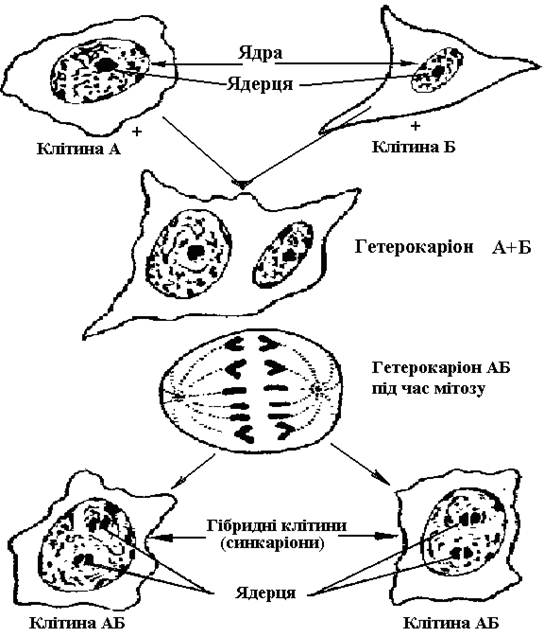 Ядра
Ядерця
+
+
Клітина А
Клітина Б
Гетерокаріон А+Б
Гетерокаріон АБ
під час мітозу
Гібридні клітини
(синкаріони)
Ядерця
Клітина АБ
Клітина АБ